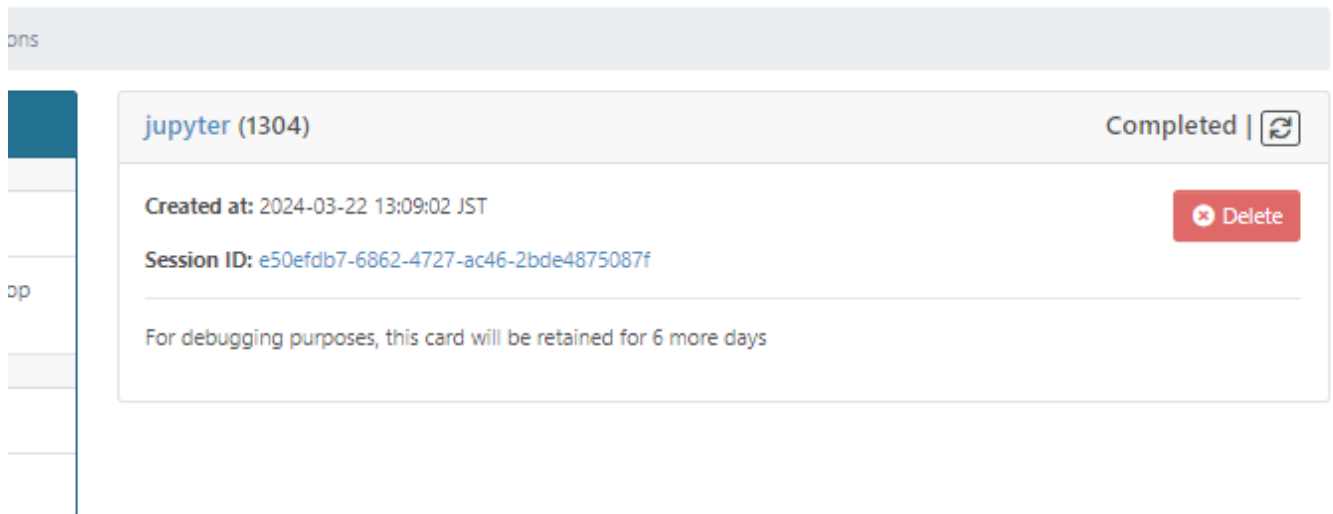 ons
op
jupyter (1304)
Completed |
Created at: 2024-03-22 13:09:02 JST
Delete
Session ID: e50efdb7-6862-4727-ac46-2bde4875087f
For debugging purposes, this card will be retained for 6 more days